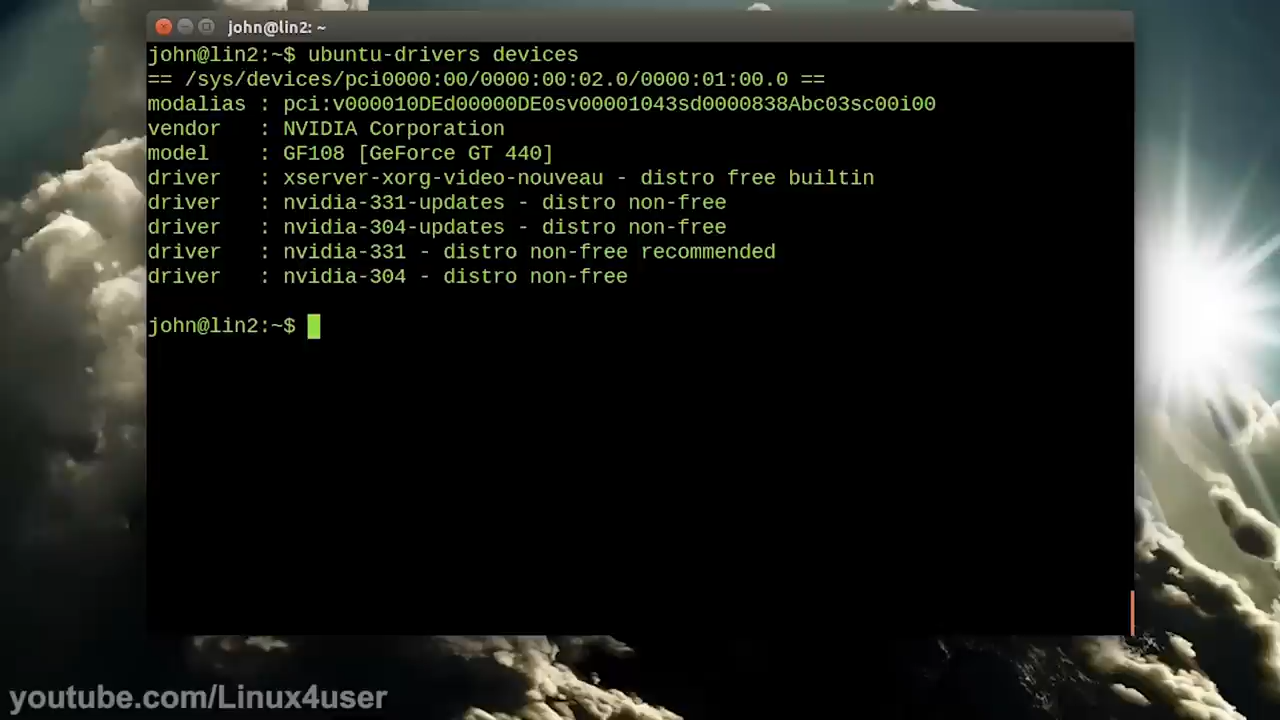 john@lin2: ~
john@lin2:~$ ubuntu-drivers devices
== /sys/devices/pci0000:00/0000:00:02.0/0000:01:00.0 ==
modalias : pci:v000010DEd00000DE0sv00001043sd0000838Abc03sc00i00
vendor   : NVIDIA Corporation
model    : GF108 [GeForce GT 440]
driver   : xserver-xorg-video-nouveau - distro free builtin
driver   : nvidia-331-updates - distro non-free
driver   : nvidia-304-updates - distro non-free
driver   : nvidia-331 - distro non-free recommended
driver   : nvidia-304 - distro non-free
john@lin2:~$
youtube.com/Linux4user